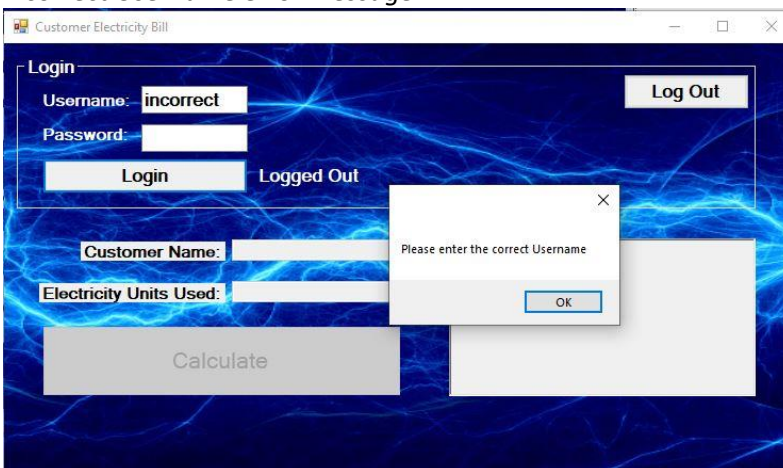 Customer Electricity Bill
Login
Username: incorrect
Log Out
Password:
Login
Logged Out
Please enter the correct Username
Customer Name:
Electricity Units Used:
OK
Calculate